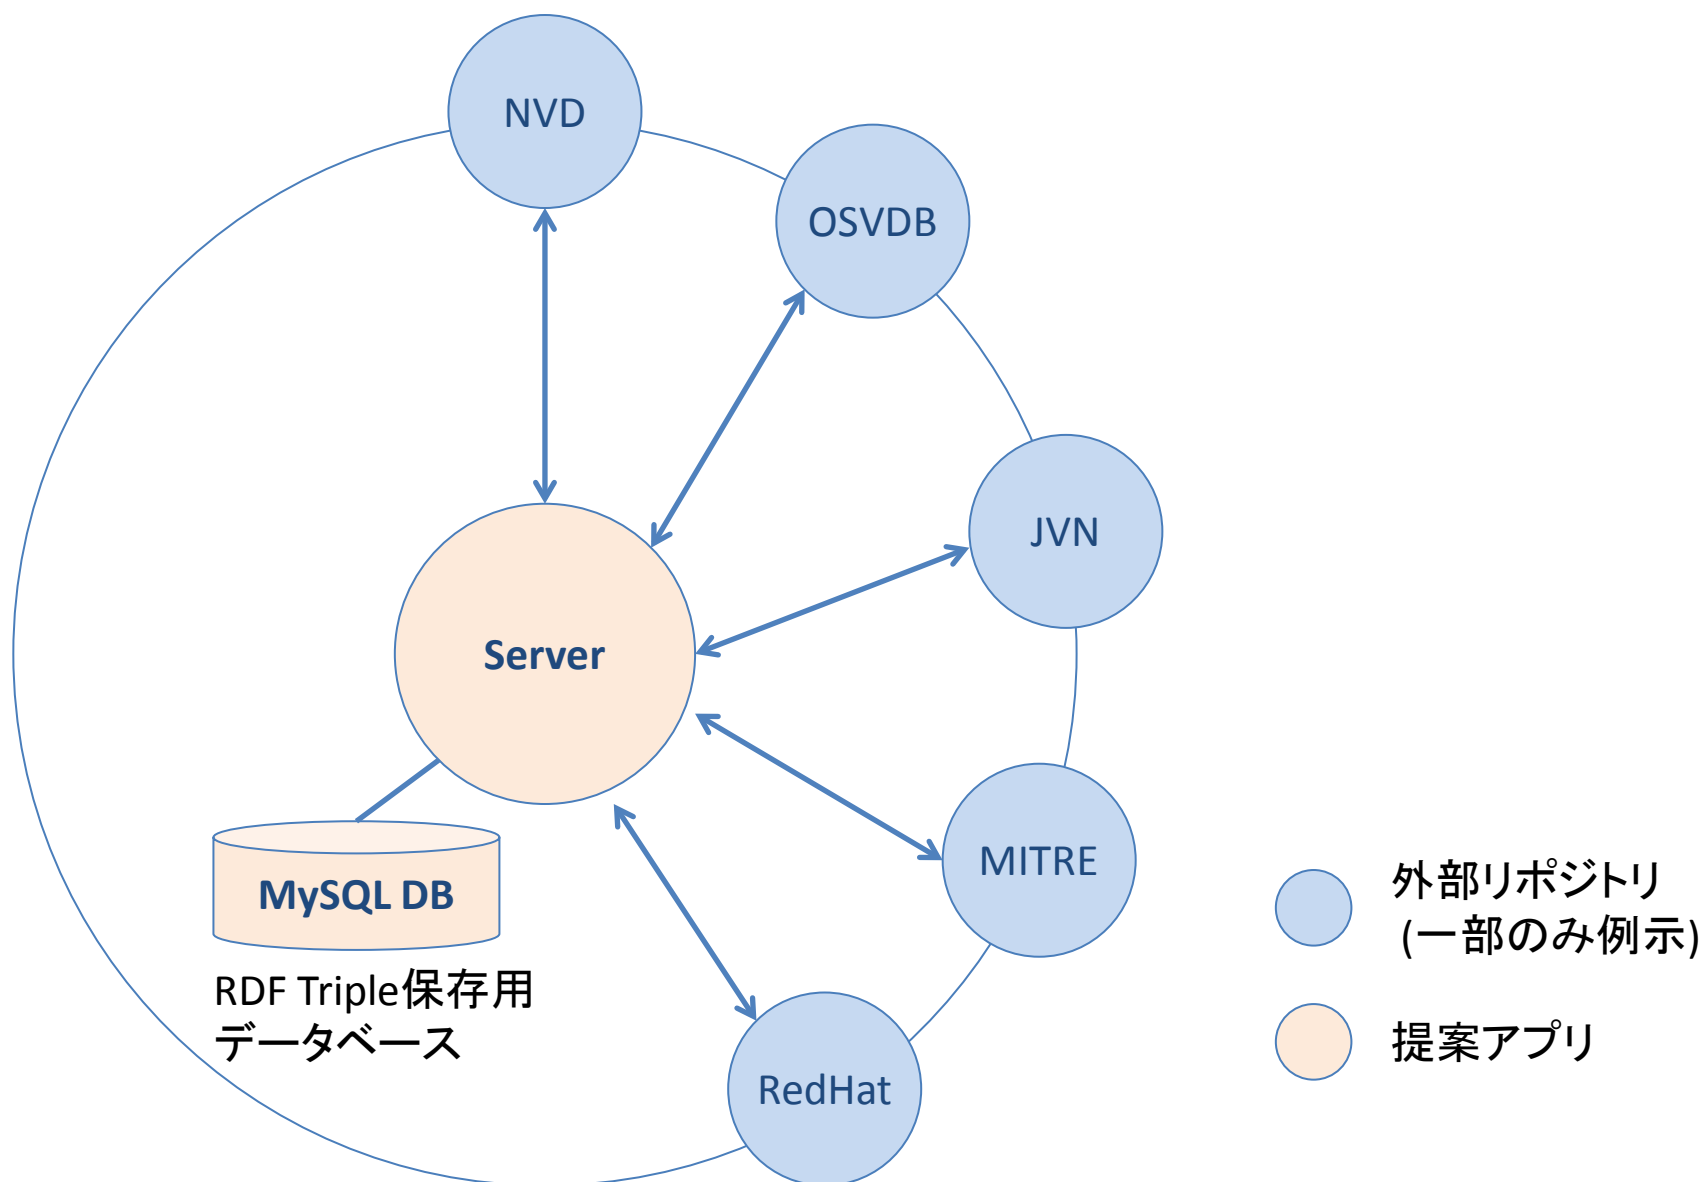 NVD
OSVDB
JVN
Server
MITRE
MySQL DB
RDF Triple保存用
データベース
RedHat
外部リポジトリ
(一部のみ例示)
提案アプリ